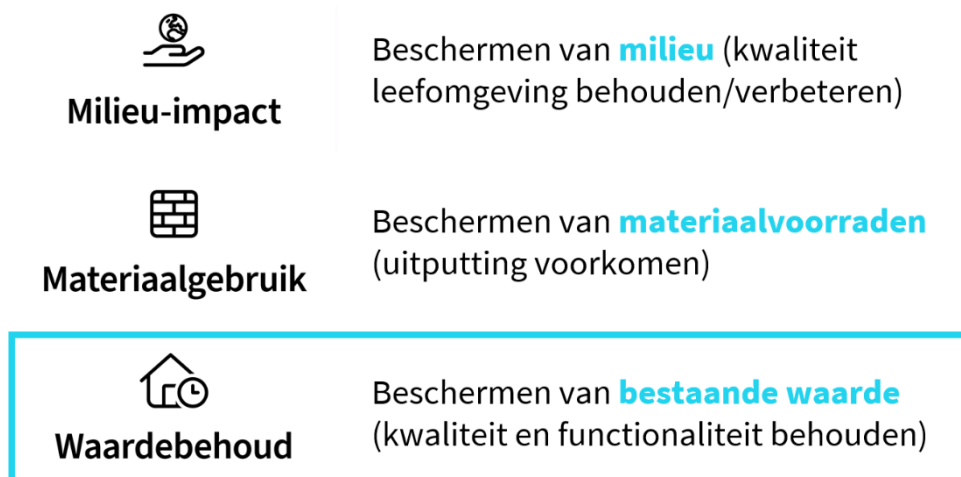 Milieu-impact
Beschermen van milieu (kwaliteit
leefomgeving behouden/verbeteren)
Materiaalgebruik
Beschermen van materiaalvoorraden
(uitputting voorkomen)
Waardebehoud
Beschermen van bestaande waarde
(kwaliteit en functionaliteit behouden)